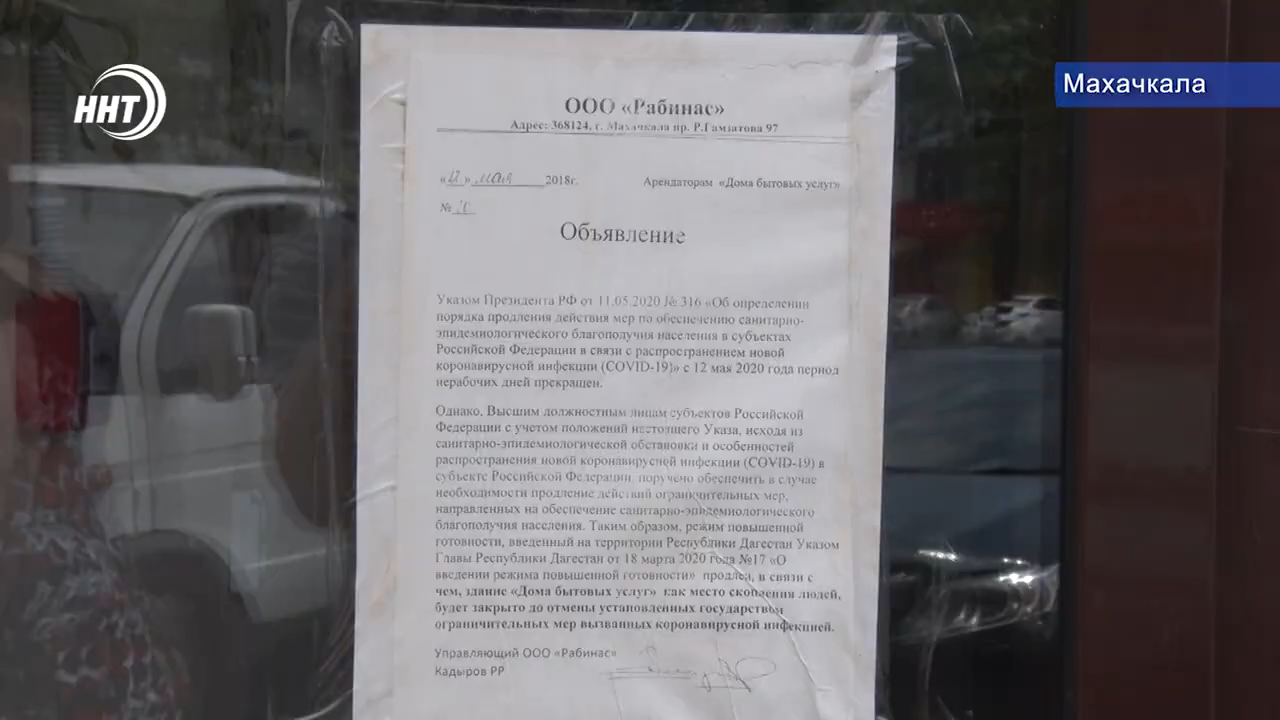 ННТ
Махачкала
ООО «Рабинас»
Адрес: 368124, г. Махачкала пр. Р.Гамзатова 97
«12» мая 2018г. Арендаторам «Дома бытовых услуг»
№
Объявление
Указом Президента РФ от 11.05.2020 № 316 «Об определении
порядка продления действия мер по обеспечению санитарно-
эпидемиологического благополучия населения в субъектах
Российской Федерации в связи с распространением новой
коронавирусной инфекции (COVID-19)» с 12 мая 2020 года период
нерабочих дней прекращен.
Однако, Высшим должностным лицам субъектов Российской
Федерации с учетом положений настоящего Указа, исходя из
санитарно-эпидемиологической обстановки и особенностей
распространения новой коронавирусной инфекции (COVID-19) в
субъекте Российской Федерации, поручено обеспечить в случае
необходимости продление действий огранчительных мер,
направленных на обеспечение санитарно-эпидемиологического
благополучия населения. Таким образом, режим повышенной
готовности, введенный на территории Республики Дагестан Указом
Главы Республики Дагестан от 18 марта 2020 года №17 «О
введении режима повышенной готовности» продлен, в связи с
чем, здание «Дома бытовых услуг» как место скопления людей,
будет закрыто до отмены установленных государством
ограничительных мер вызванных коронавирусной инфекцией.
Управляющий ООО «Рабинас»
Кадыров РР